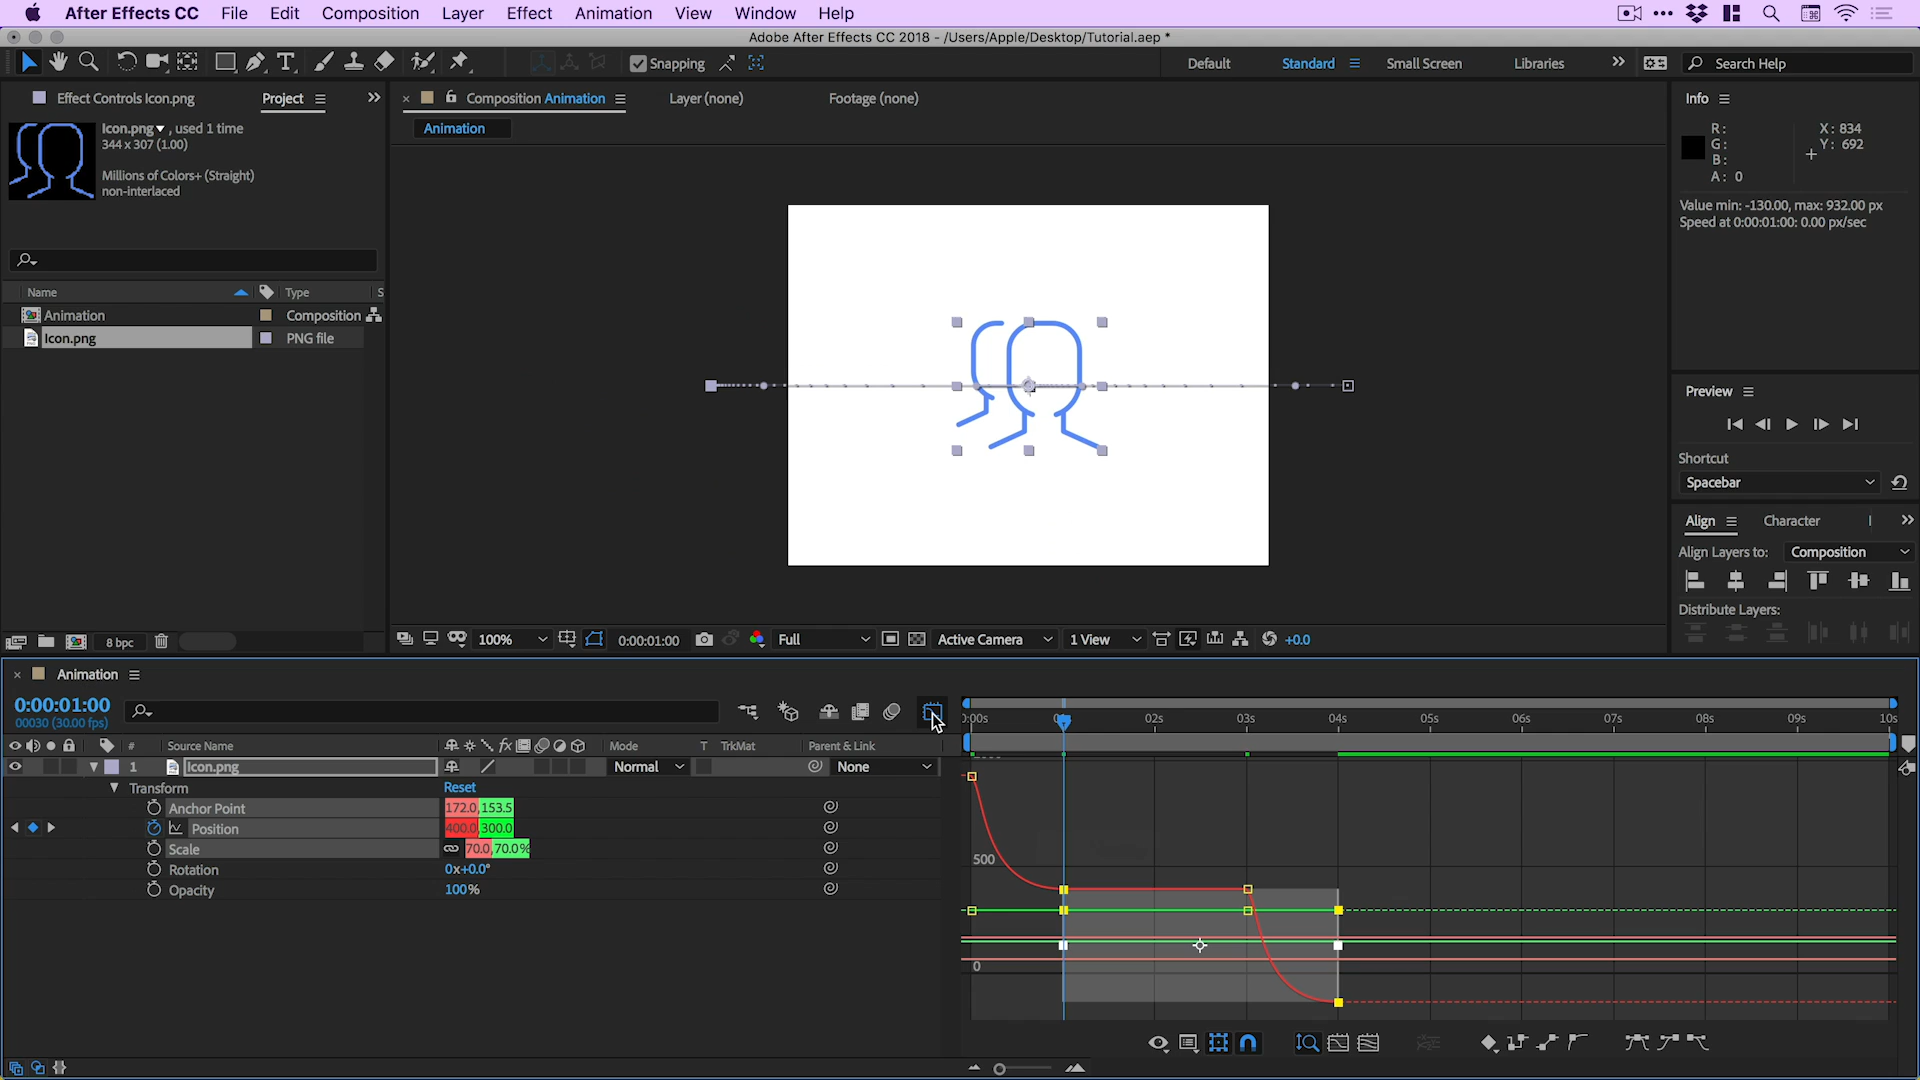 After Effects CC File Edit Composition Layer Effect Animation View Window Help
Adobe After Effects CC 2018 - /Users/Apple/Desktop/Tutorial.aep *
Snapping
Default Standard Small Screen Libraries
Search Help
Effect Controls Icon.png
Project
Composition Animation
Layer (none)
Footage (none)
Animation
Icon.png , used 1 time
344 x 307 (1.00)
Millions of Colors+ (Straight)
non-interlaced
Name Type S
Animation Composition
Icon.png PNG file
8 bpc
100% 0:00:01:00 Full Active Camera 1 View +0.0
Info
R: X: 834
G: Y: 692
B:
A: 0
Value min: -130.00, max: 932.00 px
Speed at 0:00:01:00: 0.00 px/sec
Preview
Shortcut
Spacebar
Align Character
Align Layers to: Composition
Distribute Layers:
Animation
0:00:01:00
00030 (30.00 fps)
# Source Name Mode T TrkMat Parent & Link
1 Icon.png Normal None
Transform Reset
Anchor Point 172.0,153.5
Position 400.0,300.0
Scale 70.0,70.0%
Rotation 0x+0.0°
Opacity 100%
02s 03s 04s 05s 06s 07s 08s 09s 10s
500
0